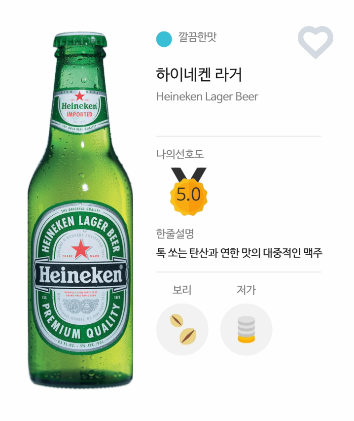 깔끔한맛
하이네켄 라거
Heineken Lager Beer
나의선호도
5.0
한줄설명
톡 쏘는 탄산과 연한 맛의 대중적인 맥주
보리
저가
Heineken
IMPORTED
HEINEKEN LAGER BEER
Heineken
PREMIUM QUALITY